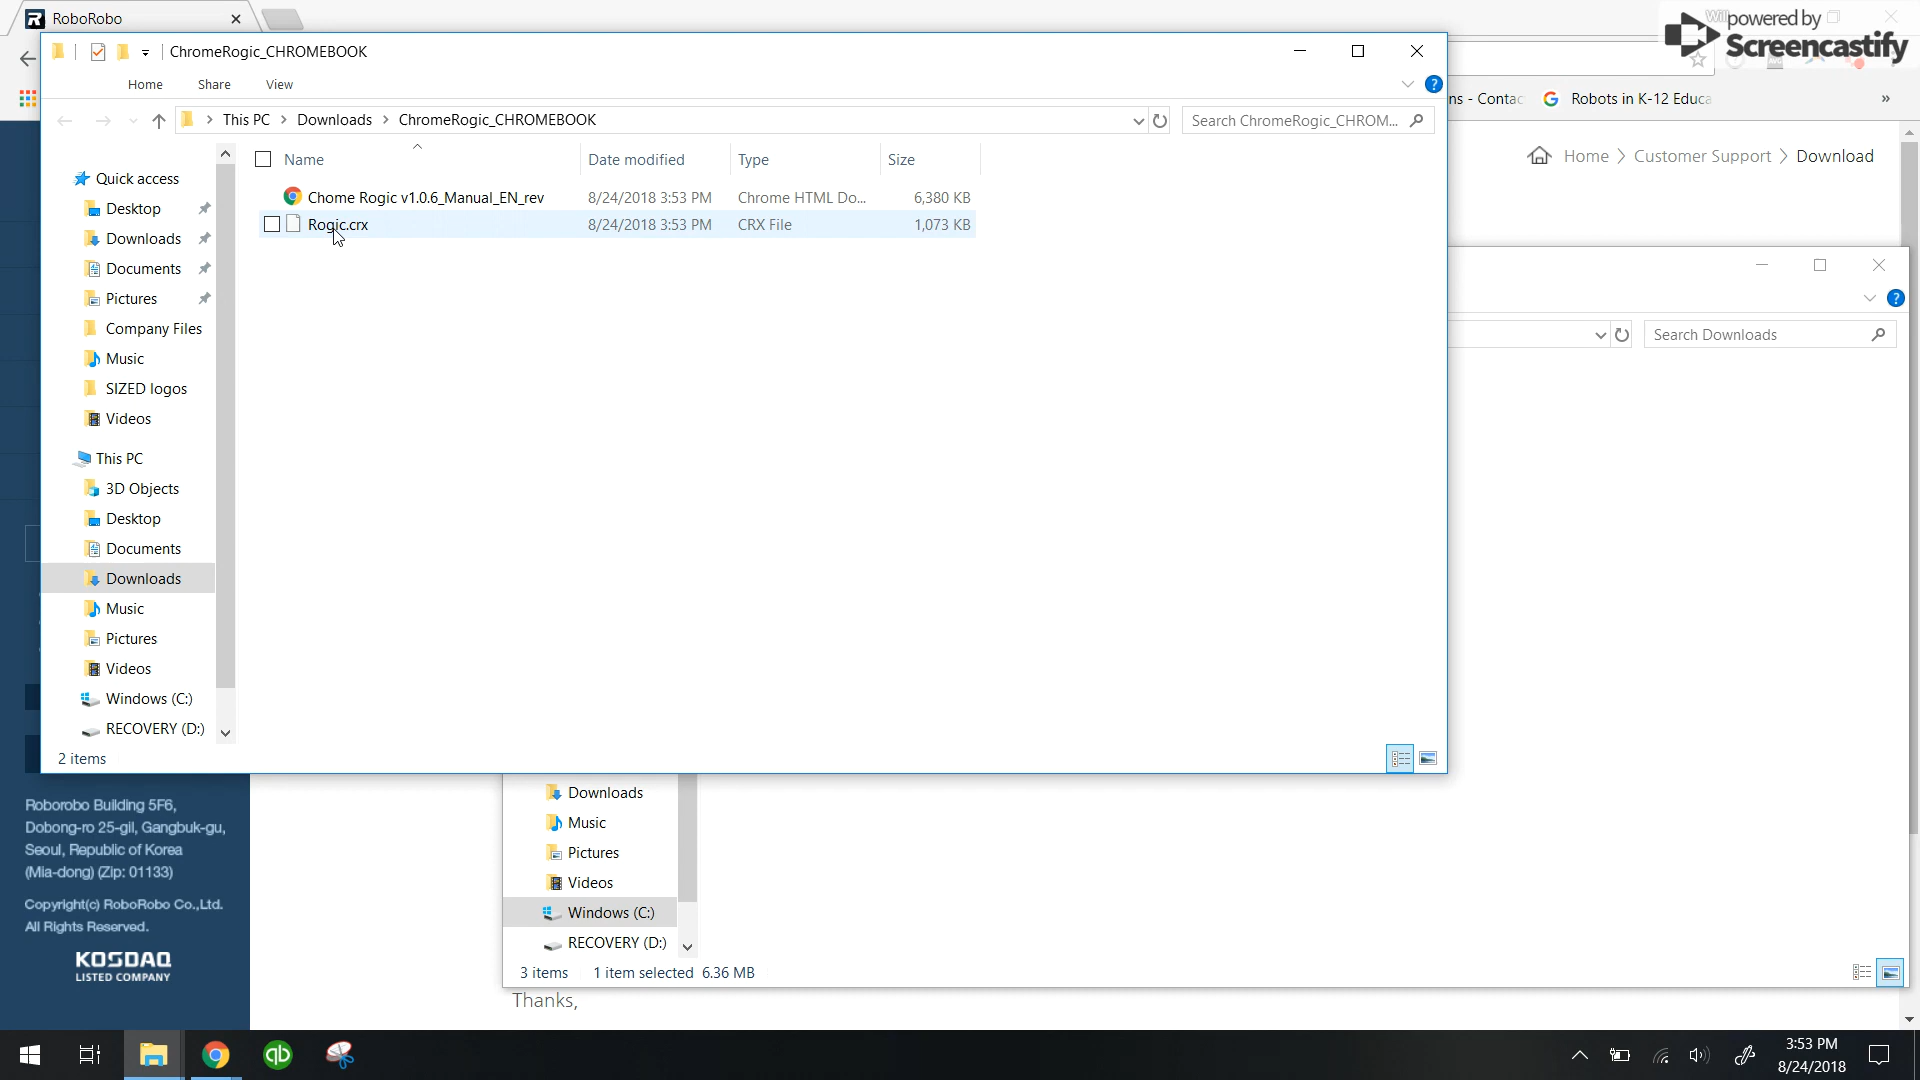 RoboRobo
powered by
Screencastify
ChromeRogic_CHROMEBOOK
Home
Share
View
ns - Contac
Robots in K-12 Educa
»
This PC > Downloads > ChromeRogic_CHROMEBOOK
Search ChromeRogic_CHROM...
Home > Customer Support > Download
Name
Date modified
Type
Size
Chome Rogic v1.0.6_Manual_EN_rev
8/24/2018 3:53 PM
Chrome HTML Do...
6,380 KB
Rogic.crx
8/24/2018 3:53 PM
CRX File
1,073 KB
Quick access
Desktop
Downloads
Documents
Pictures
Company Files
Music
SIZED logos
Videos
This PC
3D Objects
Desktop
Documents
Downloads
Music
Pictures
Videos
Windows (C:)
RECOVERY (D:)
2 items
Search Downloads
Downloads
Music
Pictures
Videos
Windows (C:)
RECOVERY (D:)
3 items
1 item selected 6.36 MB
Thanks,
Roborobo Building 5F6,
Dobong-ro 25-gil, Gangbuk-gu,
Seoul, Republic of Korea
(Mia-dong) (Zip: 01133)
Copyright(c) RoboRobo Co.,Ltd.
All Rights Reserved.
KOSDAQ
LISTED COMPANY
qb
3:53 PM
8/24/2018